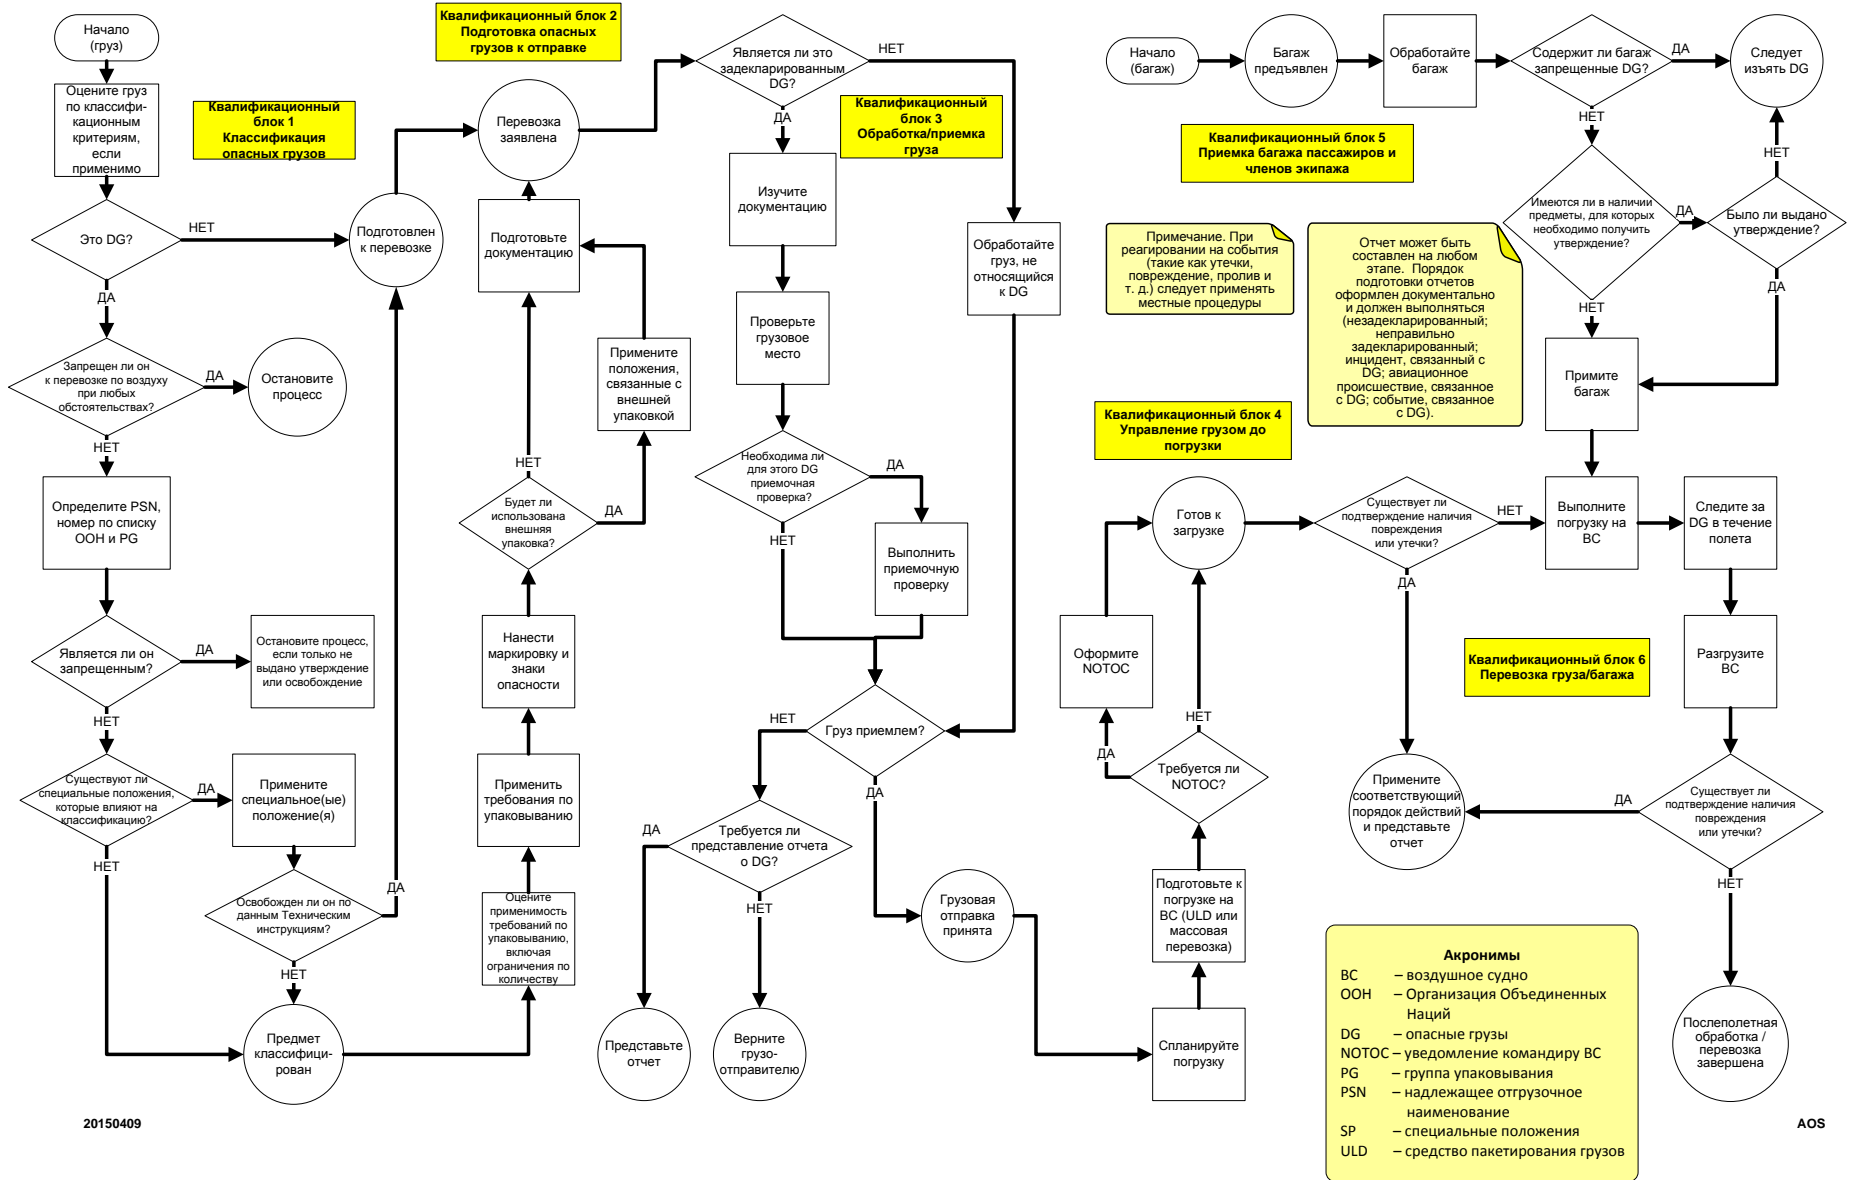 Начало
(груз)
Оцените груз
по классифи-
кационным
критериям,
если
применимо
Квалификационный
блок 1
Классификация
опасных грузов
Это DG?
НЕТ
ДА
Подготовлен
к перевозке
Запрещен ли он
к перевозке по воздуху
при любых
обстоятельствах?
ДА
Остановите
процесс
НЕТ
Определите PSN,
номер по списку
ООН и PG
Является ли он
запрещенным?
ДА
Остановите процесс,
если только не
выдано утверждение
или освобождение
НЕТ
Существуют ли
специальные положения,
которые влияют на
классификацию?
ДА
Примените
специальное(ые)
положение(я)
НЕТ
Освобожден ли он по
данным Техническим
инструкциям?
ДА
НЕТ
Предмет
классифици-
рован
Квалификационный блок 2
Подготовка опасных
грузов к отправке
Перевозка
заявлена
Подготовьте
документацию
Примените
положения,
связанные с
внешней
упаковкой
НЕТ
Будет ли
использована
внешняя
упаковка?
ДА
Нанести
маркировку и
знаки
опасности
Применить
требования по
упаковыванию
Оцените
применимость
требований по
упаковыванию,
включая
ограничения по
количеству
Является ли это
задекларированным
DG?
НЕТ
ДА
Квалификационный
блок 3
Обработка/приемка
груза
Изучите
документацию
Обработайте
груз, не
относящийся
к DG
Проверьте
грузовое
место
Необходима ли
для этого DG
приемочная
проверка?
ДА
НЕТ
Выполнить
приемочную
проверку
Груз приемлем?
НЕТ
ДА
Требуется ли
представление отчета
о DG?
ДА
НЕТ
Представьте
отчет
Верните
грузо-
отправителю
Грузовая
отправка
принята
Начало
(багаж)
Багаж
предъявлен
Обработайте
багаж
Содержит ли багаж
запрещенные DG?
ДА
Следует
изъять DG
НЕТ
Квалификационный блок 5
Приемка багажа пассажиров и
членов экипажа
Имеются ли в наличии
предметы, для которых
необходимо получить
утверждение?
ДА
Было ли выдано
утверждение?
НЕТ
ДА
НЕТ
Примите
багаж
Примечание. При
реагировании на события
(такие как утечки,
повреждение, пролив и
т. д.) следует применять
местные процедуры
Отчет может быть
составлен на любом
этапе. Порядок
подготовки отчетов
оформлен документально
и должен выполняться
(незадекларированный;
неправильно
задекларированный;
инцидент, связанный с
DG; авиационное
происшествие, связанное
с DG; событие, связанное
с DG).
Квалификационный блок 4
Управление грузом до
погрузки
Готов к
загрузке
Существует ли
подтверждение наличия
повреждения
или утечки?
НЕТ
ДА
Выполните
погрузку на
ВС
Следите за
DG в течение
полета
Оформите
NOTOC
НЕТ
ДА
Требуется ли
NOTOC?
Подготовьте к
погрузке на
ВС (ULD или
массовая
перевозка)
Спланируйте
погрузку
Квалификационный блок 6
Перевозка груза/багажа
Разгрузите
ВС
Примените
соответствующий
порядок действий
и представьте
отчет
ДА
Существует ли
подтверждение наличия
повреждения
или утечки?
НЕТ
Послеполетная
обработка /
перевозка
завершена
Акронимы
ВС – воздушное судно
ООН – Организация Объединенных
Наций
DG – опасные грузы
NOTOC – уведомление командиру ВС
PG – группа упаковывания
PSN – надлежащее отгрузочное
наименование
SP – специальные положения
ULD – средство пакетирования грузов
20150409
AOS